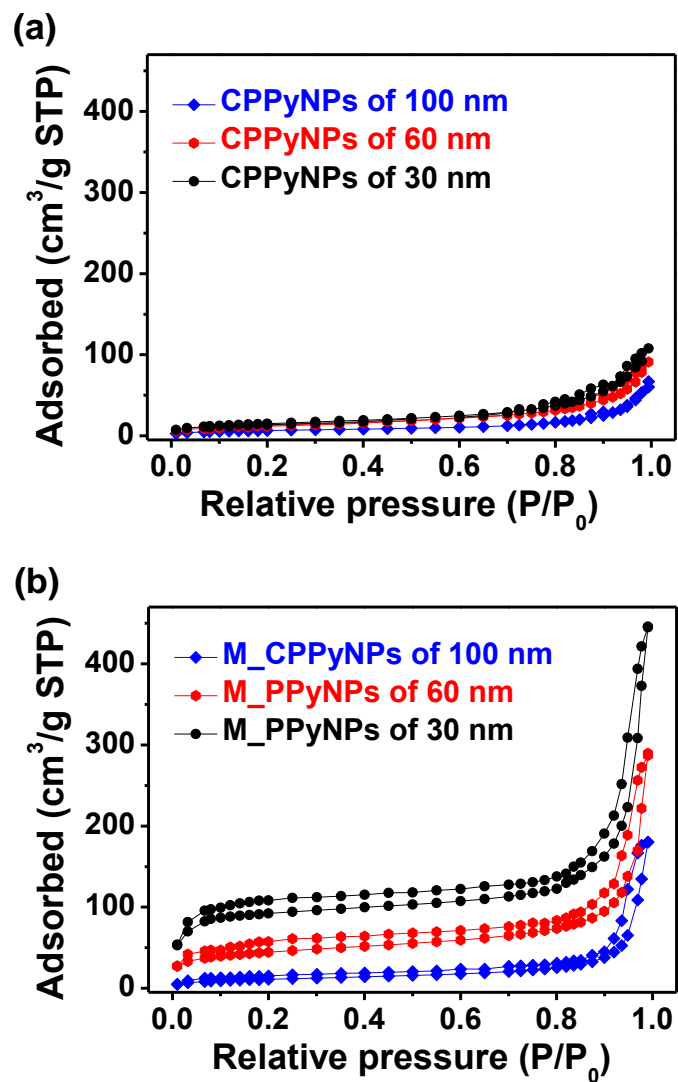 (a)
CPPyNPs of 100 nm
CPPyNPs of 60 nm
CPPyNPs of 30 nm
Adsorbed (cm³/g STP)
400
300
200
100
0
0.0 0.2 0.4 0.6 0.8 1.0
Relative pressure (P/P₀)
(b)
M_CPPyNPs of 100 nm
M_PPyNPs of 60 nm
M_PPyNPs of 30 nm
Adsorbed (cm³/g STP)
400
300
200
100
0
0.0 0.2 0.4 0.6 0.8 1.0
Relative pressure (P/P₀)